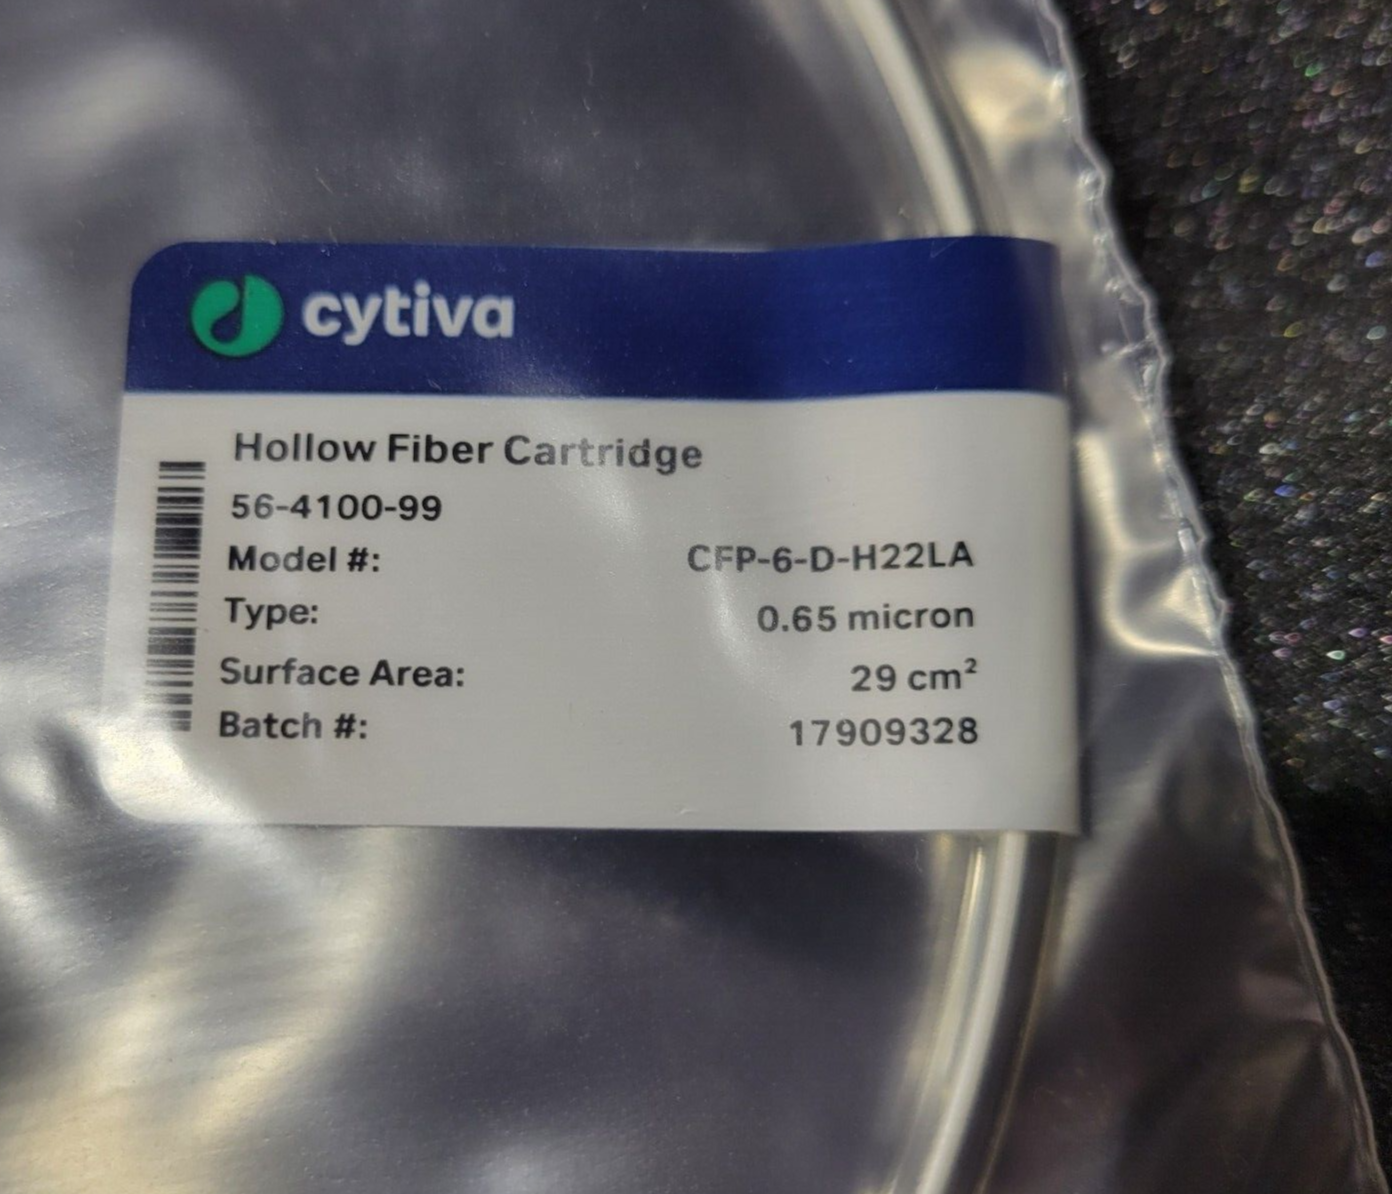 cytiva
Hollow Fiber Cartridge
56-4100-99
Model #: CFP-6-D-H22LA
Type: 0.65 micron
Surface Area: 29 cm²
Batch #: 17909328